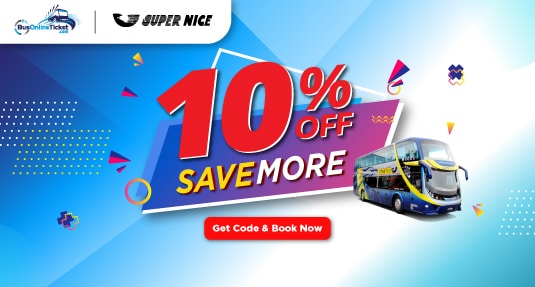 BusOnlineTicket
.com
SUPER NICE
10%
OFF
SAVE MORE
Get Code & Book Now